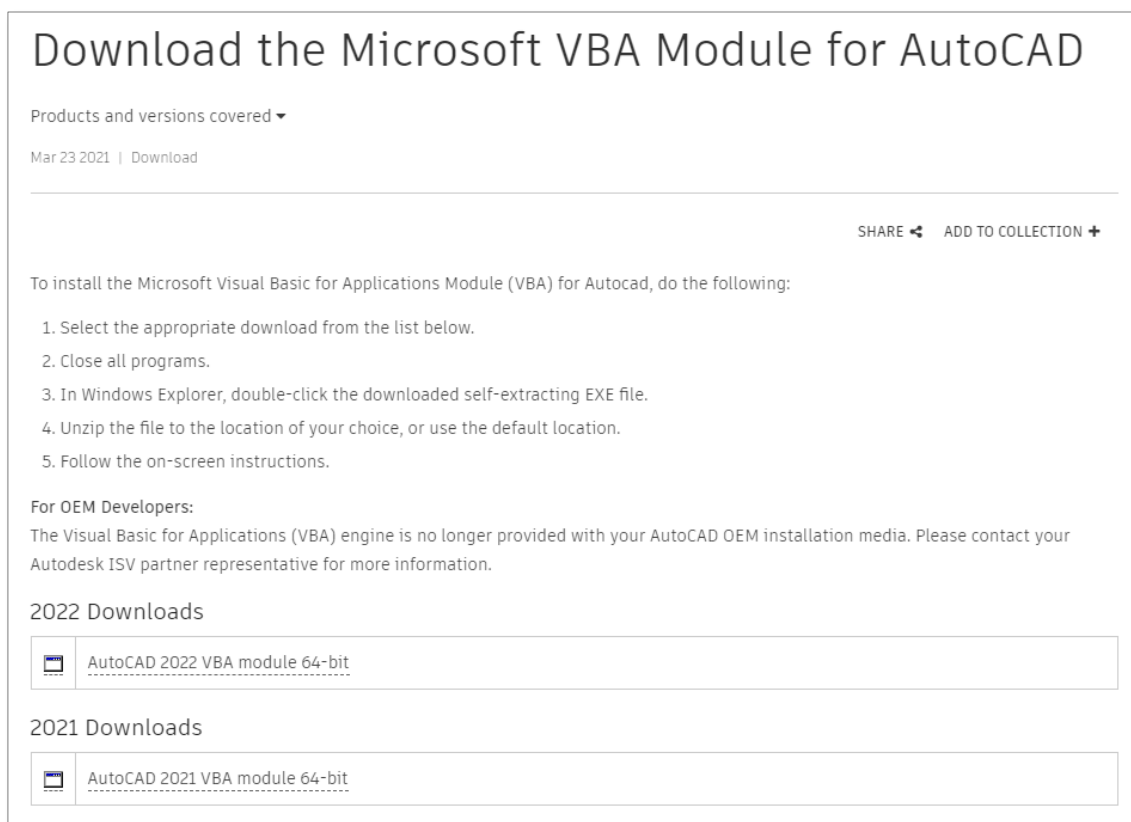 Download the Microsoft VBA Module for AutoCAD
Products and versions covered
Mar 23 2021 | Download
SHARE ADD TO COLLECTION +
To install the Microsoft Visual Basic for Applications Module (VBA) for Autocad, do the following:
1. Select the appropriate download from the list below.
2. Close all programs.
3. In Windows Explorer, double-click the downloaded self-extracting EXE file.
4. Unzip the file to the location of your choice, or use the default location.
5. Follow the on-screen instructions.
For OEM Developers:
The Visual Basic for Applications (VBA) engine is no longer provided with your AutoCAD OEM installation media. Please contact your
Autodesk ISV partner representative for more information.
2022 Downloads
AutoCAD 2022 VBA module 64-bit
2021 Downloads
AutoCAD 2021 VBA module 64-bit